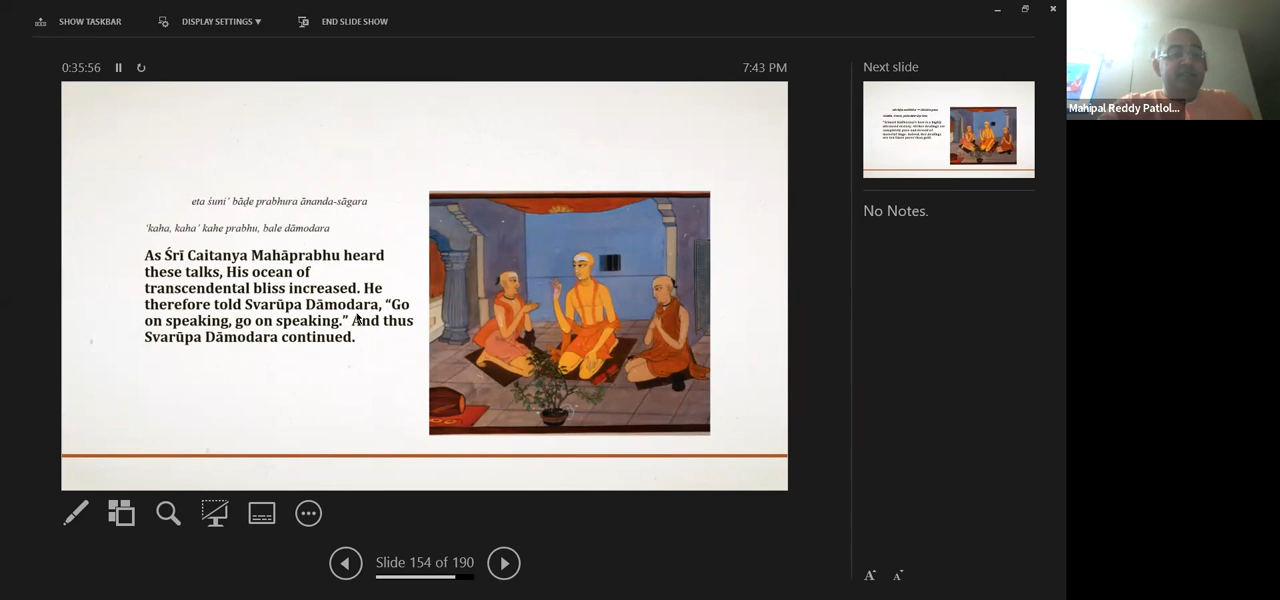 SHOW TASKBAR
DISPLAY SETTINGS ▼
END SLIDE SHOW
0:35:56
7:43 PM
Next slide
eta śuni' bāḍe prabhura ānanda-sāgara
'kaha, kaha' kahe prabhu, bale dāmodara
As Śrī Caitanya Mahāprabhu heard
these talks, His ocean of
transcendental bliss increased. He
therefore told Svarūpa Dāmodara, “Go
on speaking, go on speaking.” And thus
Svarūpa Dāmodara continued.
No Notes.
Slide 154 of 190
Mahipal Reddy Patlol...